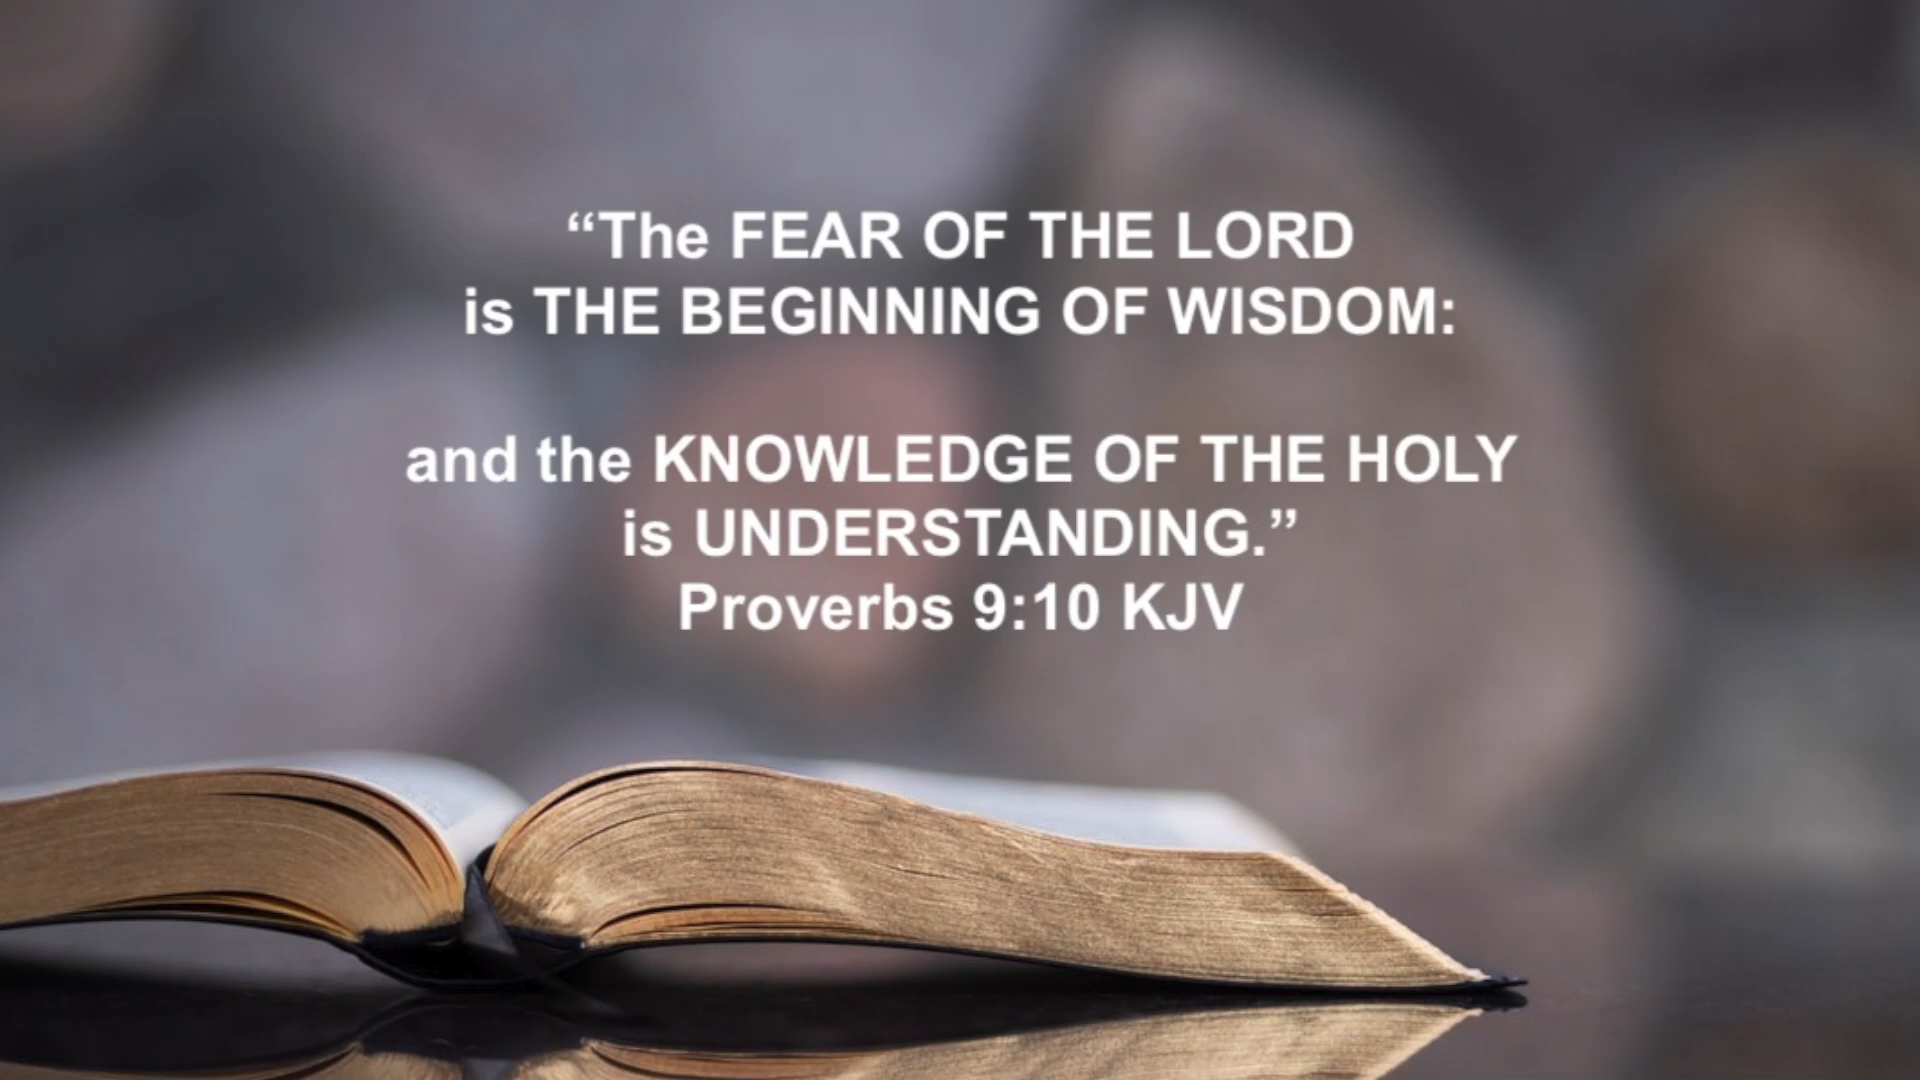 “The FEAR OF THE LORD
is THE BEGINNING OF WISDOM:
and the KNOWLEDGE OF THE HOLY
is UNDERSTANDING.”
Proverbs 9:10 KJV